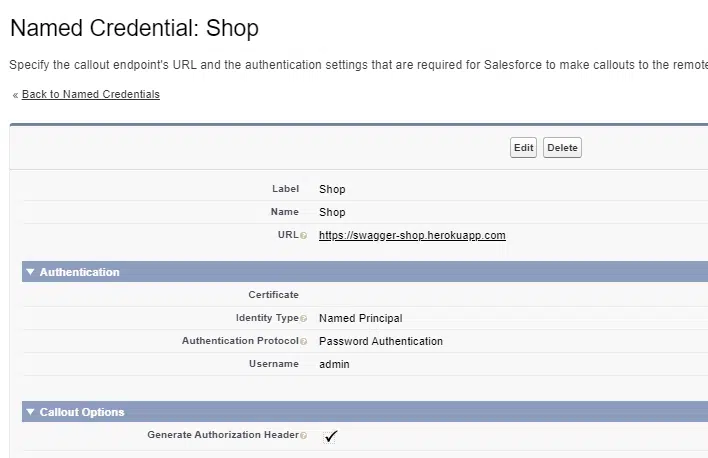 Named Credential: Shop
Specify the callout endpoint's URL and the authentication settings that are required for Salesforce to make callouts to the remote
« Back to Named Credentials
Edit Delete
Label Shop
Name Shop
URL https://swagger-shop.herokuapp.com
Authentication
Certificate
Identity Type Named Principal
Authentication Protocol Password Authentication
Username admin
Callout Options
Generate Authorization Header